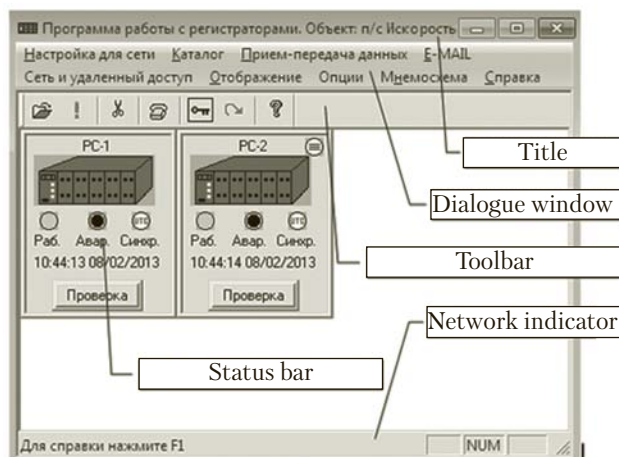 Программа работы с регистраторами. Объект: п/с Искорость
Настройка для сети Каталог Прием-передача данных E-MAIL
Сеть и удаленный доступ Отображение Опции Мнемосхема Справка
РС-1
РС-2
Раб. Авар. Синхр.
Раб. Авар. Синхр.
10:44:13 08/02/2013
10:44:14 08/02/2013
Проверка
Проверка
Title
Dialogue window
Toolbar
Network indicator
Status bar
Для справки нажмите F1
NUM